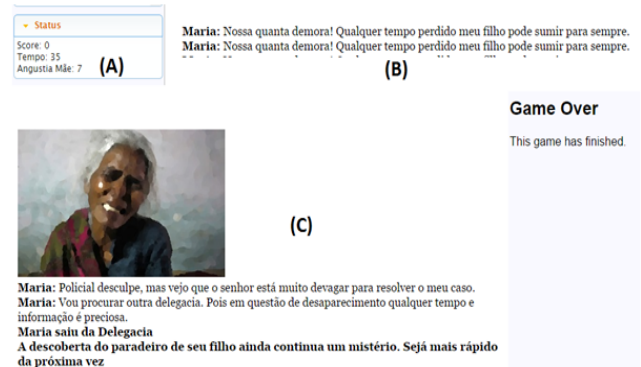 Status
Score: 0
Tempo: 35
Angustia Mãe: 7
(A)
Maria: Nossa quanta demora! Qualquer tempo perdido meu filho pode sumir para sempre.
Maria: Nossa quanta demora! Qualquer tempo perdido meu filho pode sumir para sempre.
(B)
Game Over
This game has finished.
(C)
Maria: Policial desculpe, mas vejo que o senhor está muito devagar para resolver o meu caso.
Maria: Vou procurar outra delegacia. Pois em questão de desaparecimento qualquer tempo e
informação é preciosa.
Maria saiu da Delegacia
A descoberta do paradeiro de seu filho ainda continua um mistério. Sejá mais rápido
da próxima vez